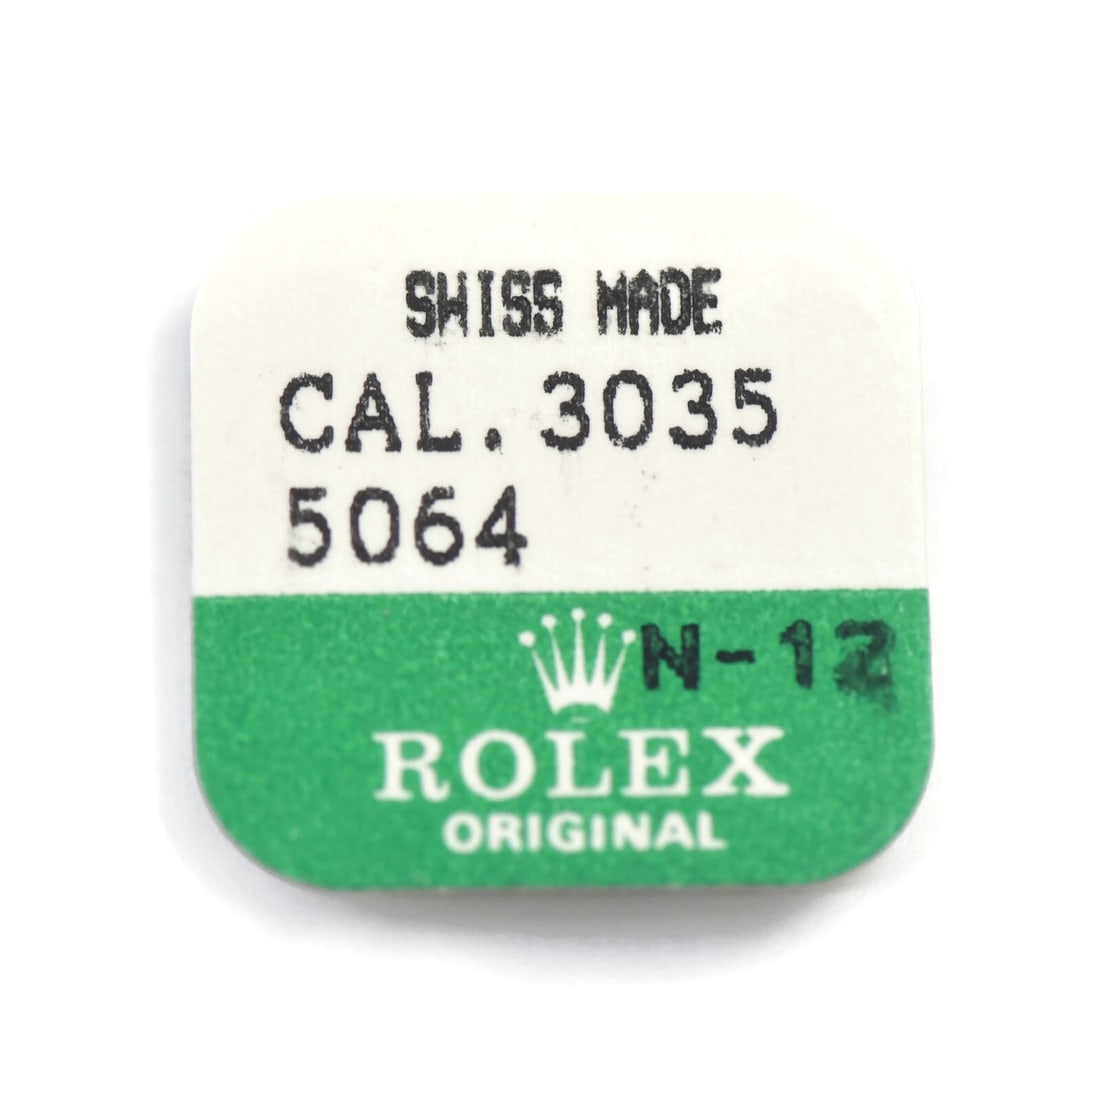 SWISS MADE
CAL. 3035
5064
N-12
ROLEX
ORIGINAL